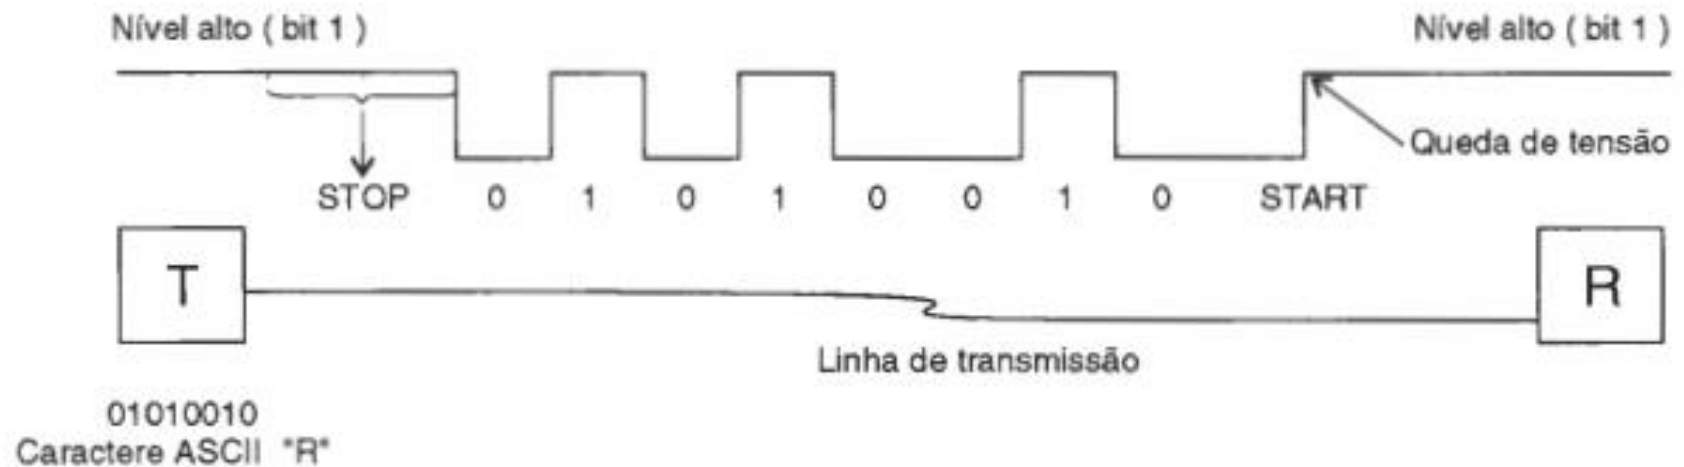 Nível alto ( bit 1 )
Nível alto ( bit 1 )
Queda de tensão
STOP 0 1 0 1 0 0 1 0 START
T
R
Linha de transmissão
01010010
Caractere ASCII "R"